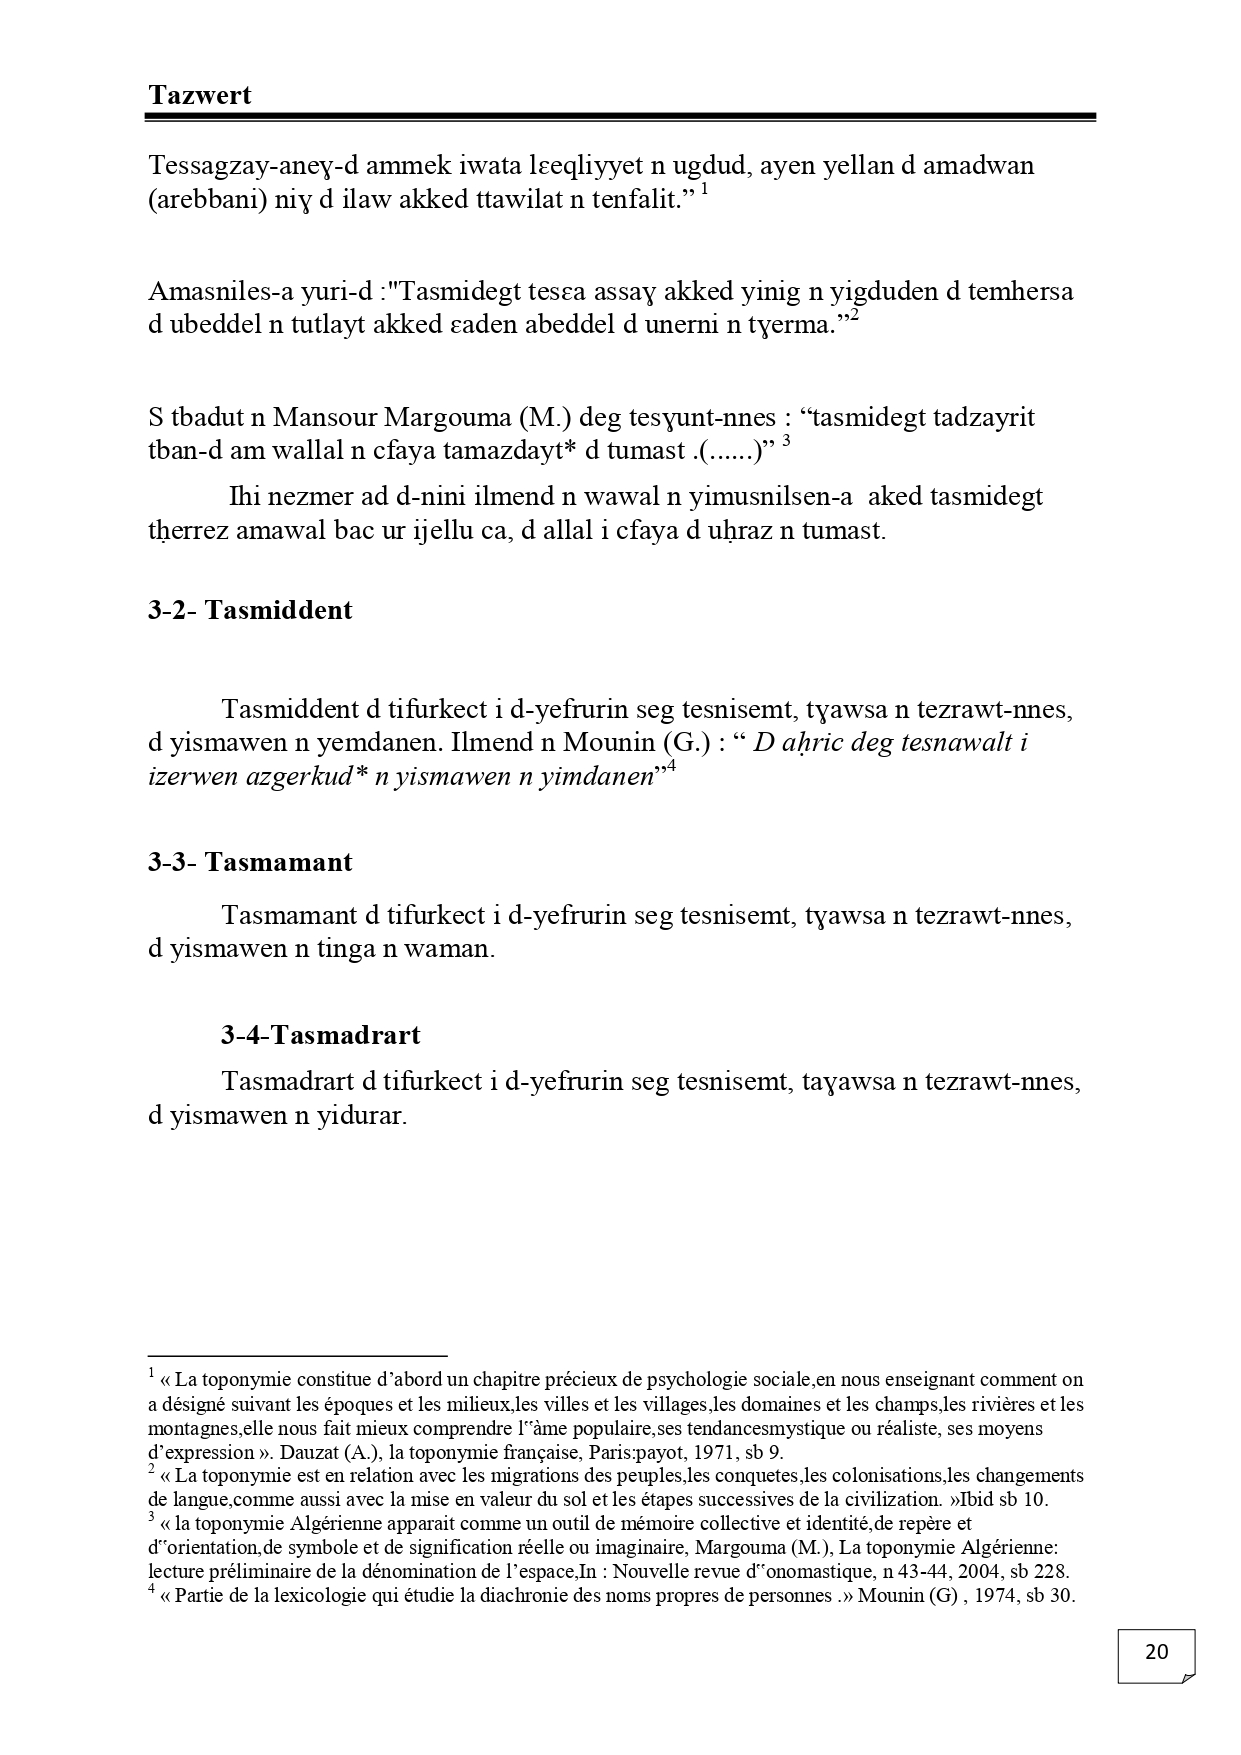 Tazwert
Tessagzay-aneɣ-d ammek iwata lɛeqliyyet n ugdud, ayen yellan d amadwan
(arebbani) niɣ d ilaw akked ttawilat n tenfalit.” 1
Amasniles-a yuri-d :"Tasmidegt tesɛa assaɣ akked yinig n yigduden d temhersa
d ubeddel n tutlayt akked ɛaden abeddel d unerni n tɣerma.”2
S tbadut n Mansour Margouma (M.) deg tesɣunt-nnes : “tasmidegt tadzayrit
tban-d am wallal n cfaya tamazdayt* d tumast .(......)” 3
Ihi nezmer ad d-nini ilmend n wawal n yimusnilsen-a  aked tasmidegt
tḥerrez amawal bac ur ijellu ca, d allal i cfaya d uḥraz n tumast.
3-2- Tasmiddent
Tasmiddent d tifurkect i d-yefrurin seg tesnisemt, tɣawsa n tezrawt-nnes,
d yismawen n yemdanen. Ilmend n Mounin (G.) : “ D aḥric deg tesnawalt i
izerwen azgerkud* n yismawen n yimdanen”4
3-3- Tasmamant
Tasmamant d tifurkect i d-yefrurin seg tesnisemt, tɣawsa n tezrawt-nnes,
d yismawen n tinga n waman.
3-4-Tasmadrart
Tasmadrart d tifurkect i d-yefrurin seg tesnisemt, taɣawsa n tezrawt-nnes,
d yismawen n yidurar.
1 « La toponymie constitue d’abord un chapitre précieux de psychologie sociale,en nous enseignant comment on
a désigné suivant les époques et les milieux,les villes et les villages,les domaines et les champs,les rivières et les
montagnes,elle nous fait mieux comprendre l‟àme populaire,ses tendancesmystique ou réaliste, ses moyens
d’expression ». Dauzat (A.), la toponymie française, Paris:payot, 1971, sb 9.
2 « La toponymie est en relation avec les migrations des peuples,les conquetes,les colonisations,les changements
de langue,comme aussi avec la mise en valeur du sol et les étapes successives de la civilization. »Ibid sb 10.
3 « la toponymie Algérienne apparait comme un outil de mémoire collective et identité,de repère et
d‟orientation,de symbole et de signification réelle ou imaginaire, Margouma (M.), La toponymie Algérienne:
lecture préliminaire de la dénomination de l’espace,In : Nouvelle revue d‟onomastique, n 43-44, 2004, sb 228.
4 « Partie de la lexicologie qui étudie la diachronie des noms propres de personnes .» Mounin (G) , 1974, sb 30.
20